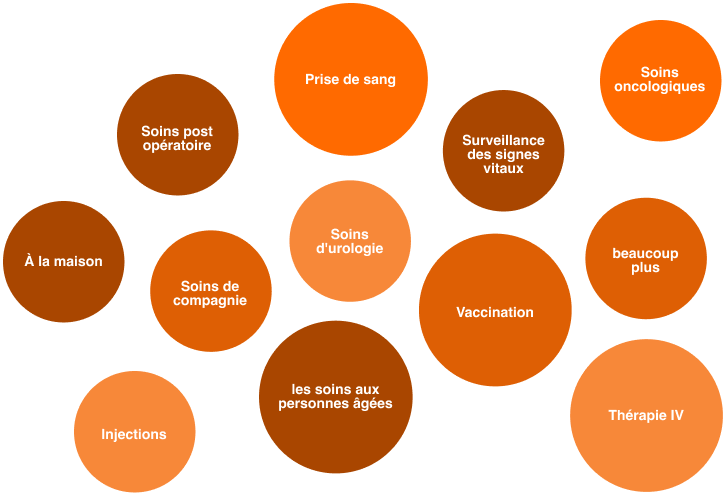 Prise de sang
Soins
oncologiques
Soins post
opératoire
Surveillance
des signes
vitaux
Soins
d'urologie
À la maison
beaucoup
plus
Soins de
compagnie
Vaccination
les soins aux
personnes âgées
Thérapie IV
Injections